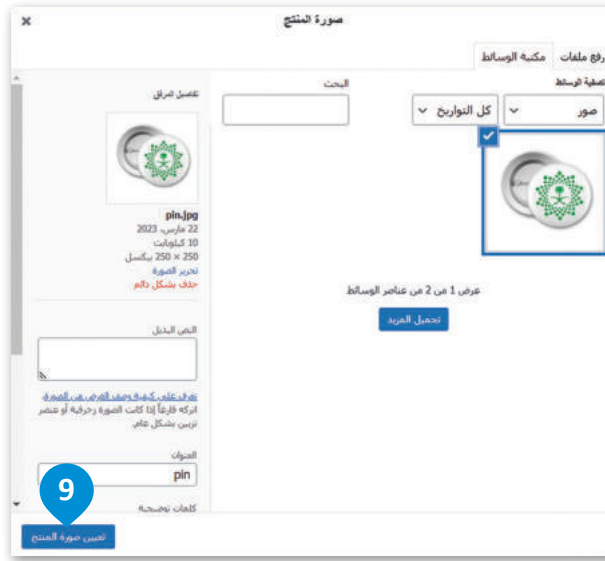 صورة المنتج
رفع ملفات
مكتبة الوسائط
تصفية الوسائط
البحث
صور
كل التواريخ
عرض 1 من 2 من عناصر الوسائط
تحميل المزيد
تفاصيل المرفق
pin.jpg
22 مارس، 2023
10 كيلوبايت
250 × 250 بيكسل
تحرير الصورة
حذف بشكل دائم
النص البديل
تعرف على كيفية وصف الغرض من الصورة.
اتركه فارغاً إذا كانت الصورة زخرفية أو عنصر
تزيين بشكل عام.
العنوان
pin
كلمات توضيحية
9
تعيين صورة المنتج